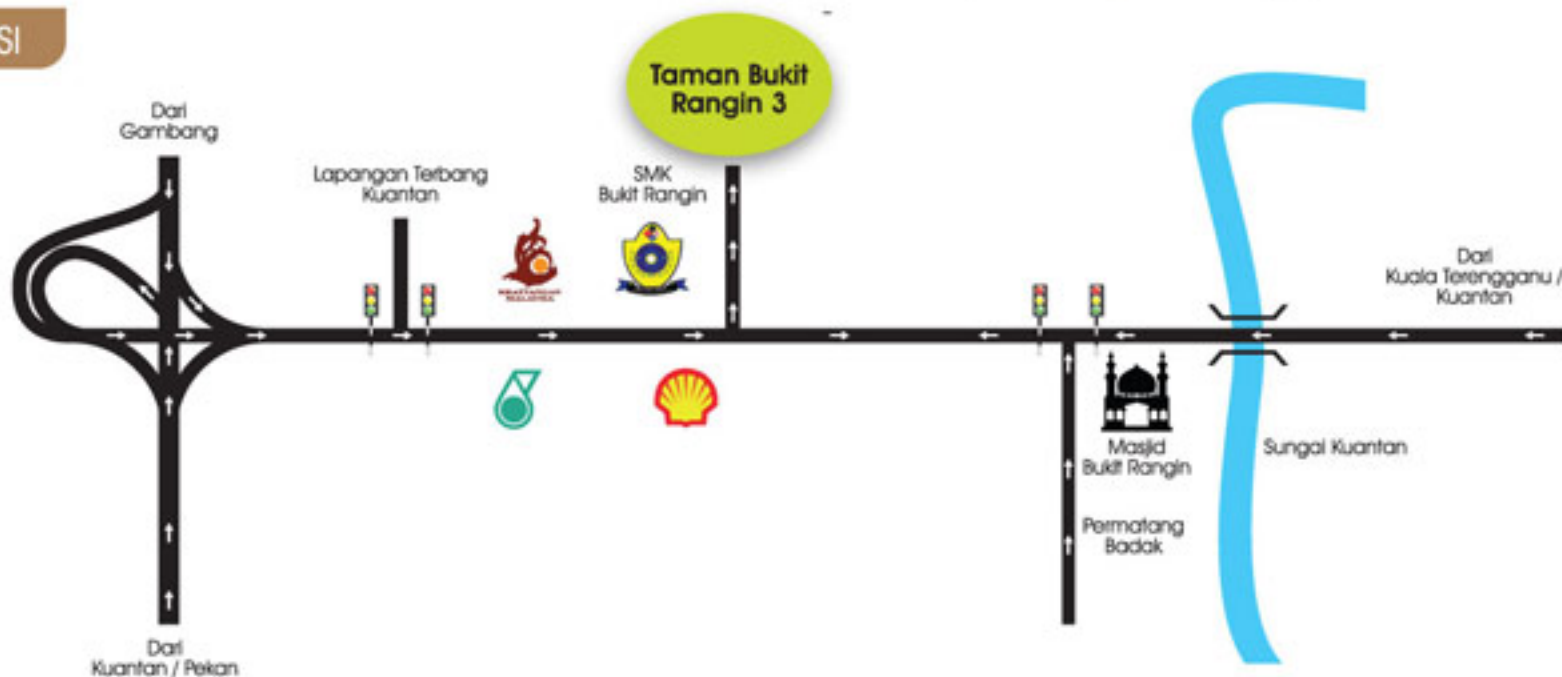 SI
Taman Bukit
Rangin 3
Dari
Gambang
Lapangan Terbang
Kuantan
SMK
Bukit Rangin
Dari
Kuala Terengganu /
Kuantan
Masjid
Bukit Rangin
Sungai Kuantan
Permatang
Badak
Dari
Kuantan / Pekan